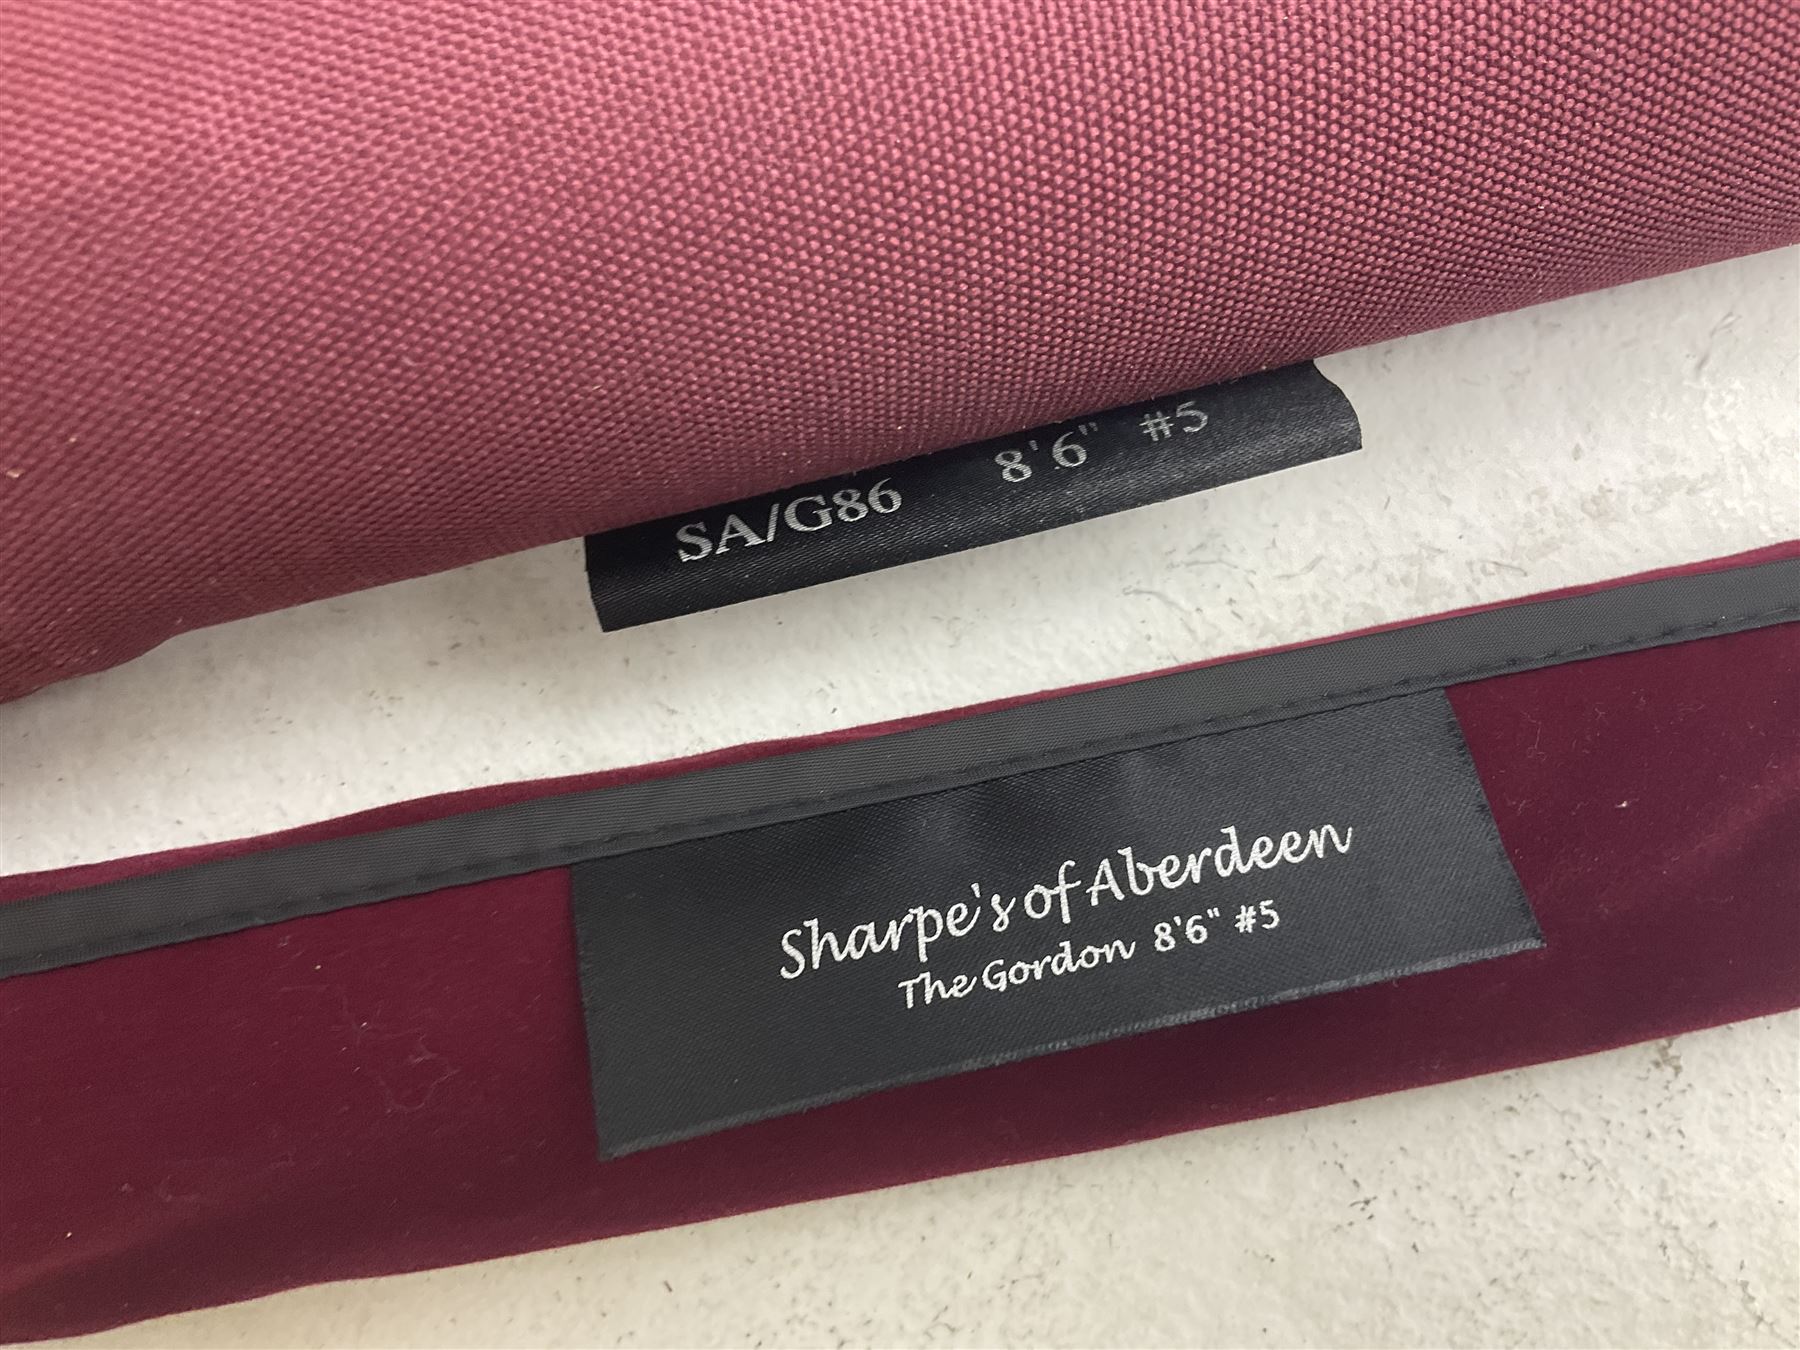 SA/G86 8'6" #5
Sharpe's of Aberdeen
The Gordon 8'6" #5